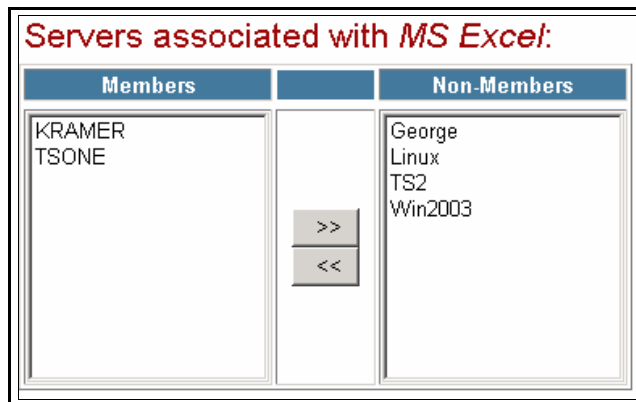 Servers associated with MS Excel:
Members
Non-Members
KRAMER
TSONE
>>
<<
George
Linux
TS2
Win2003